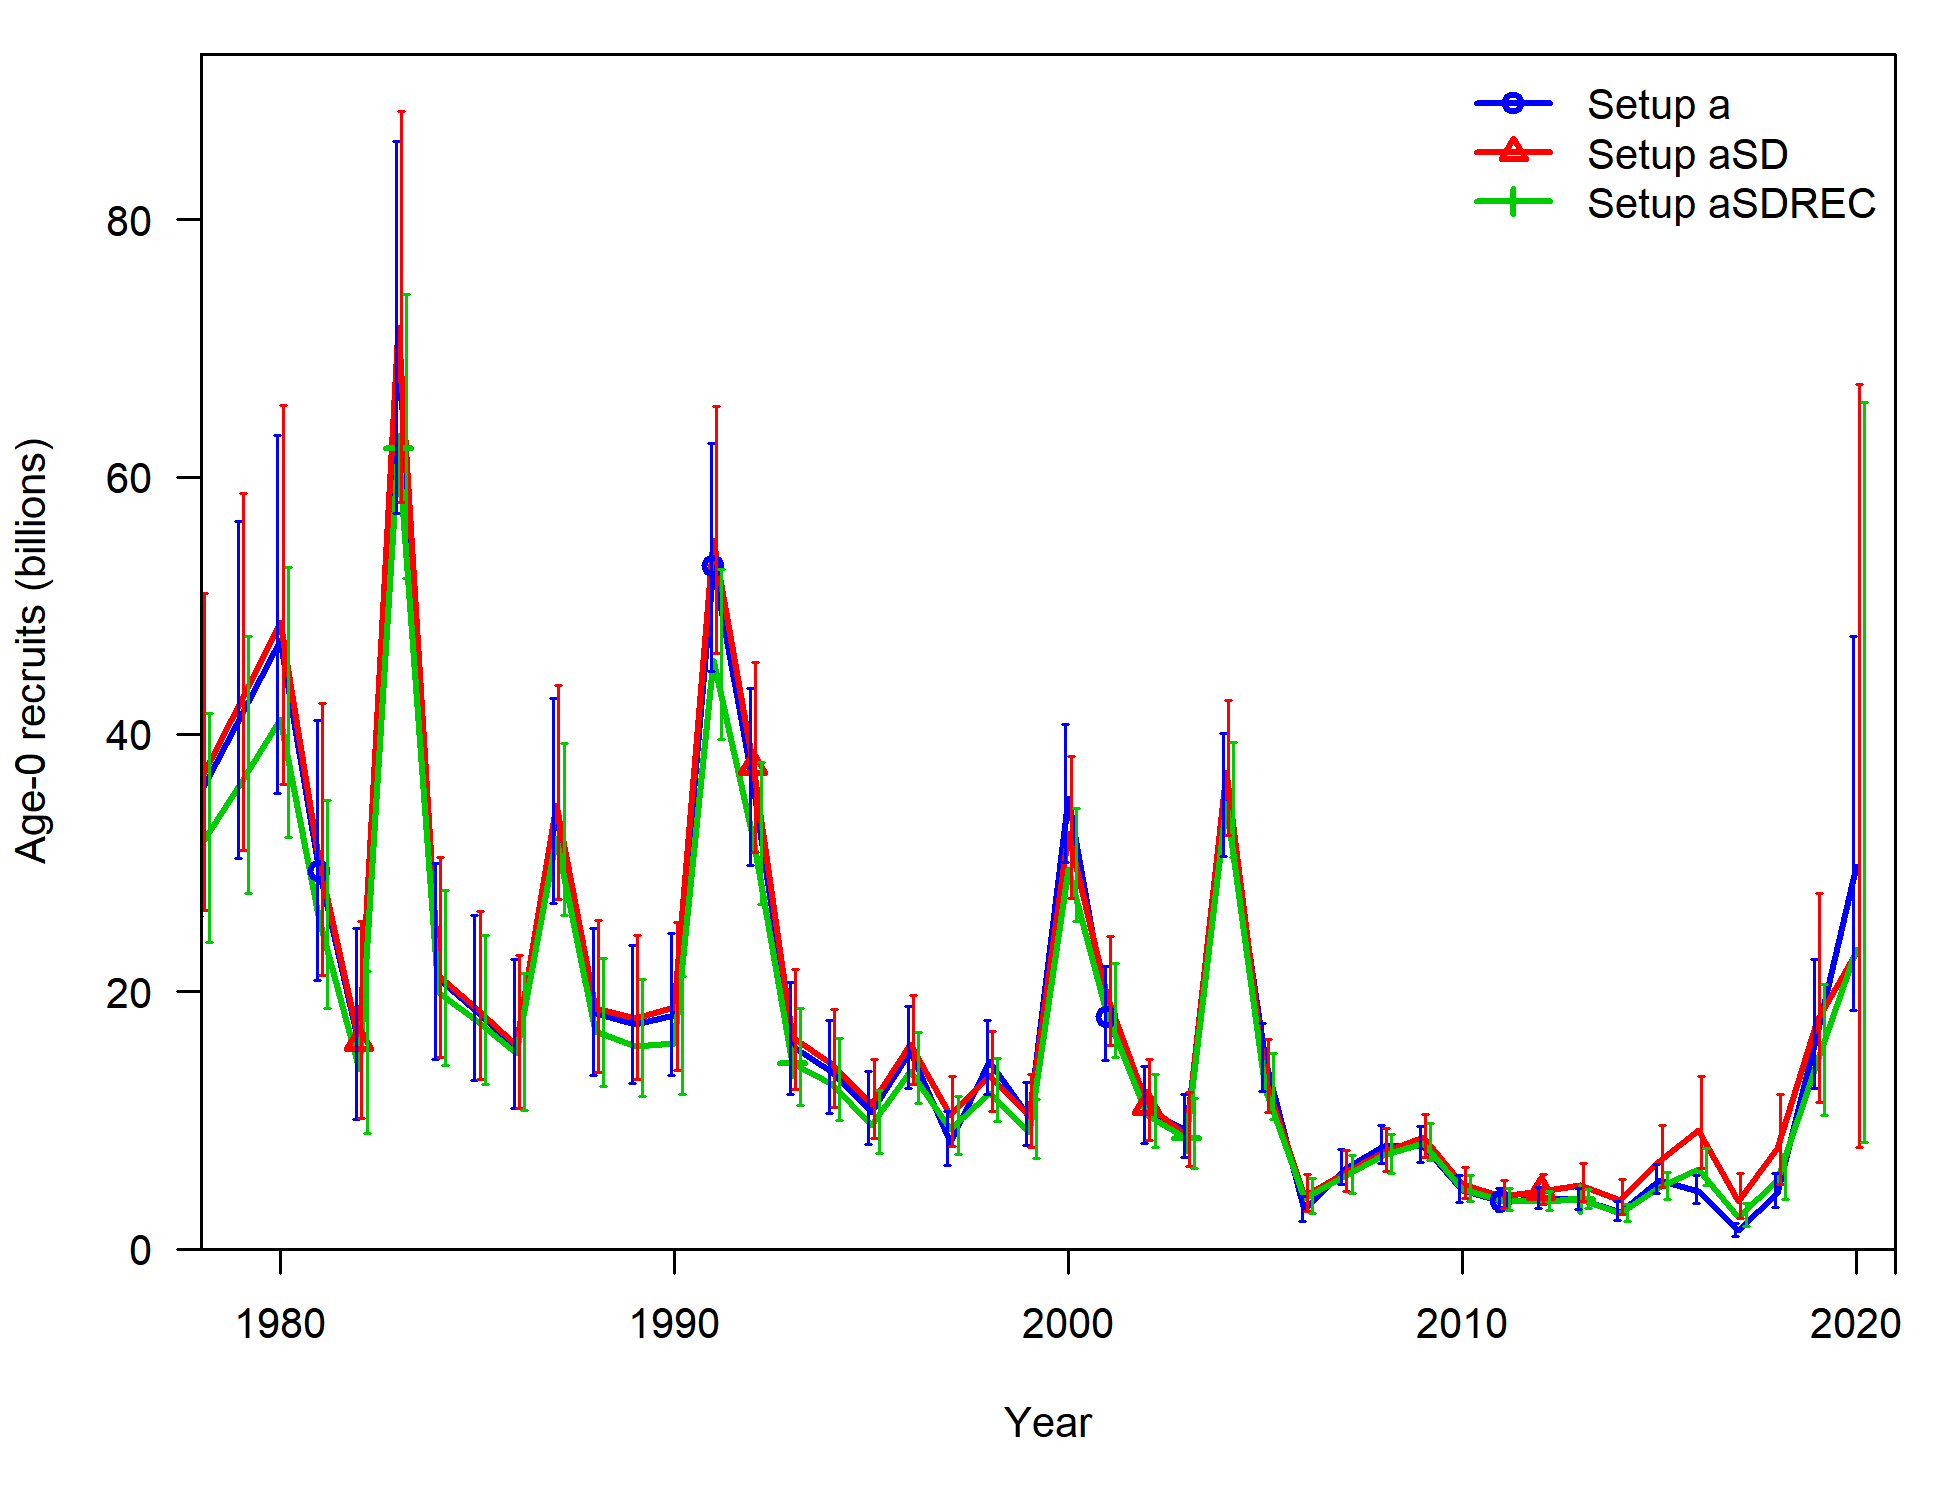 Setup a
Setup aSD
Setup aSDREC
80
60
40
20
0
Age-0 recruits (billions)
1980 1990 2000 2010 2020
Year